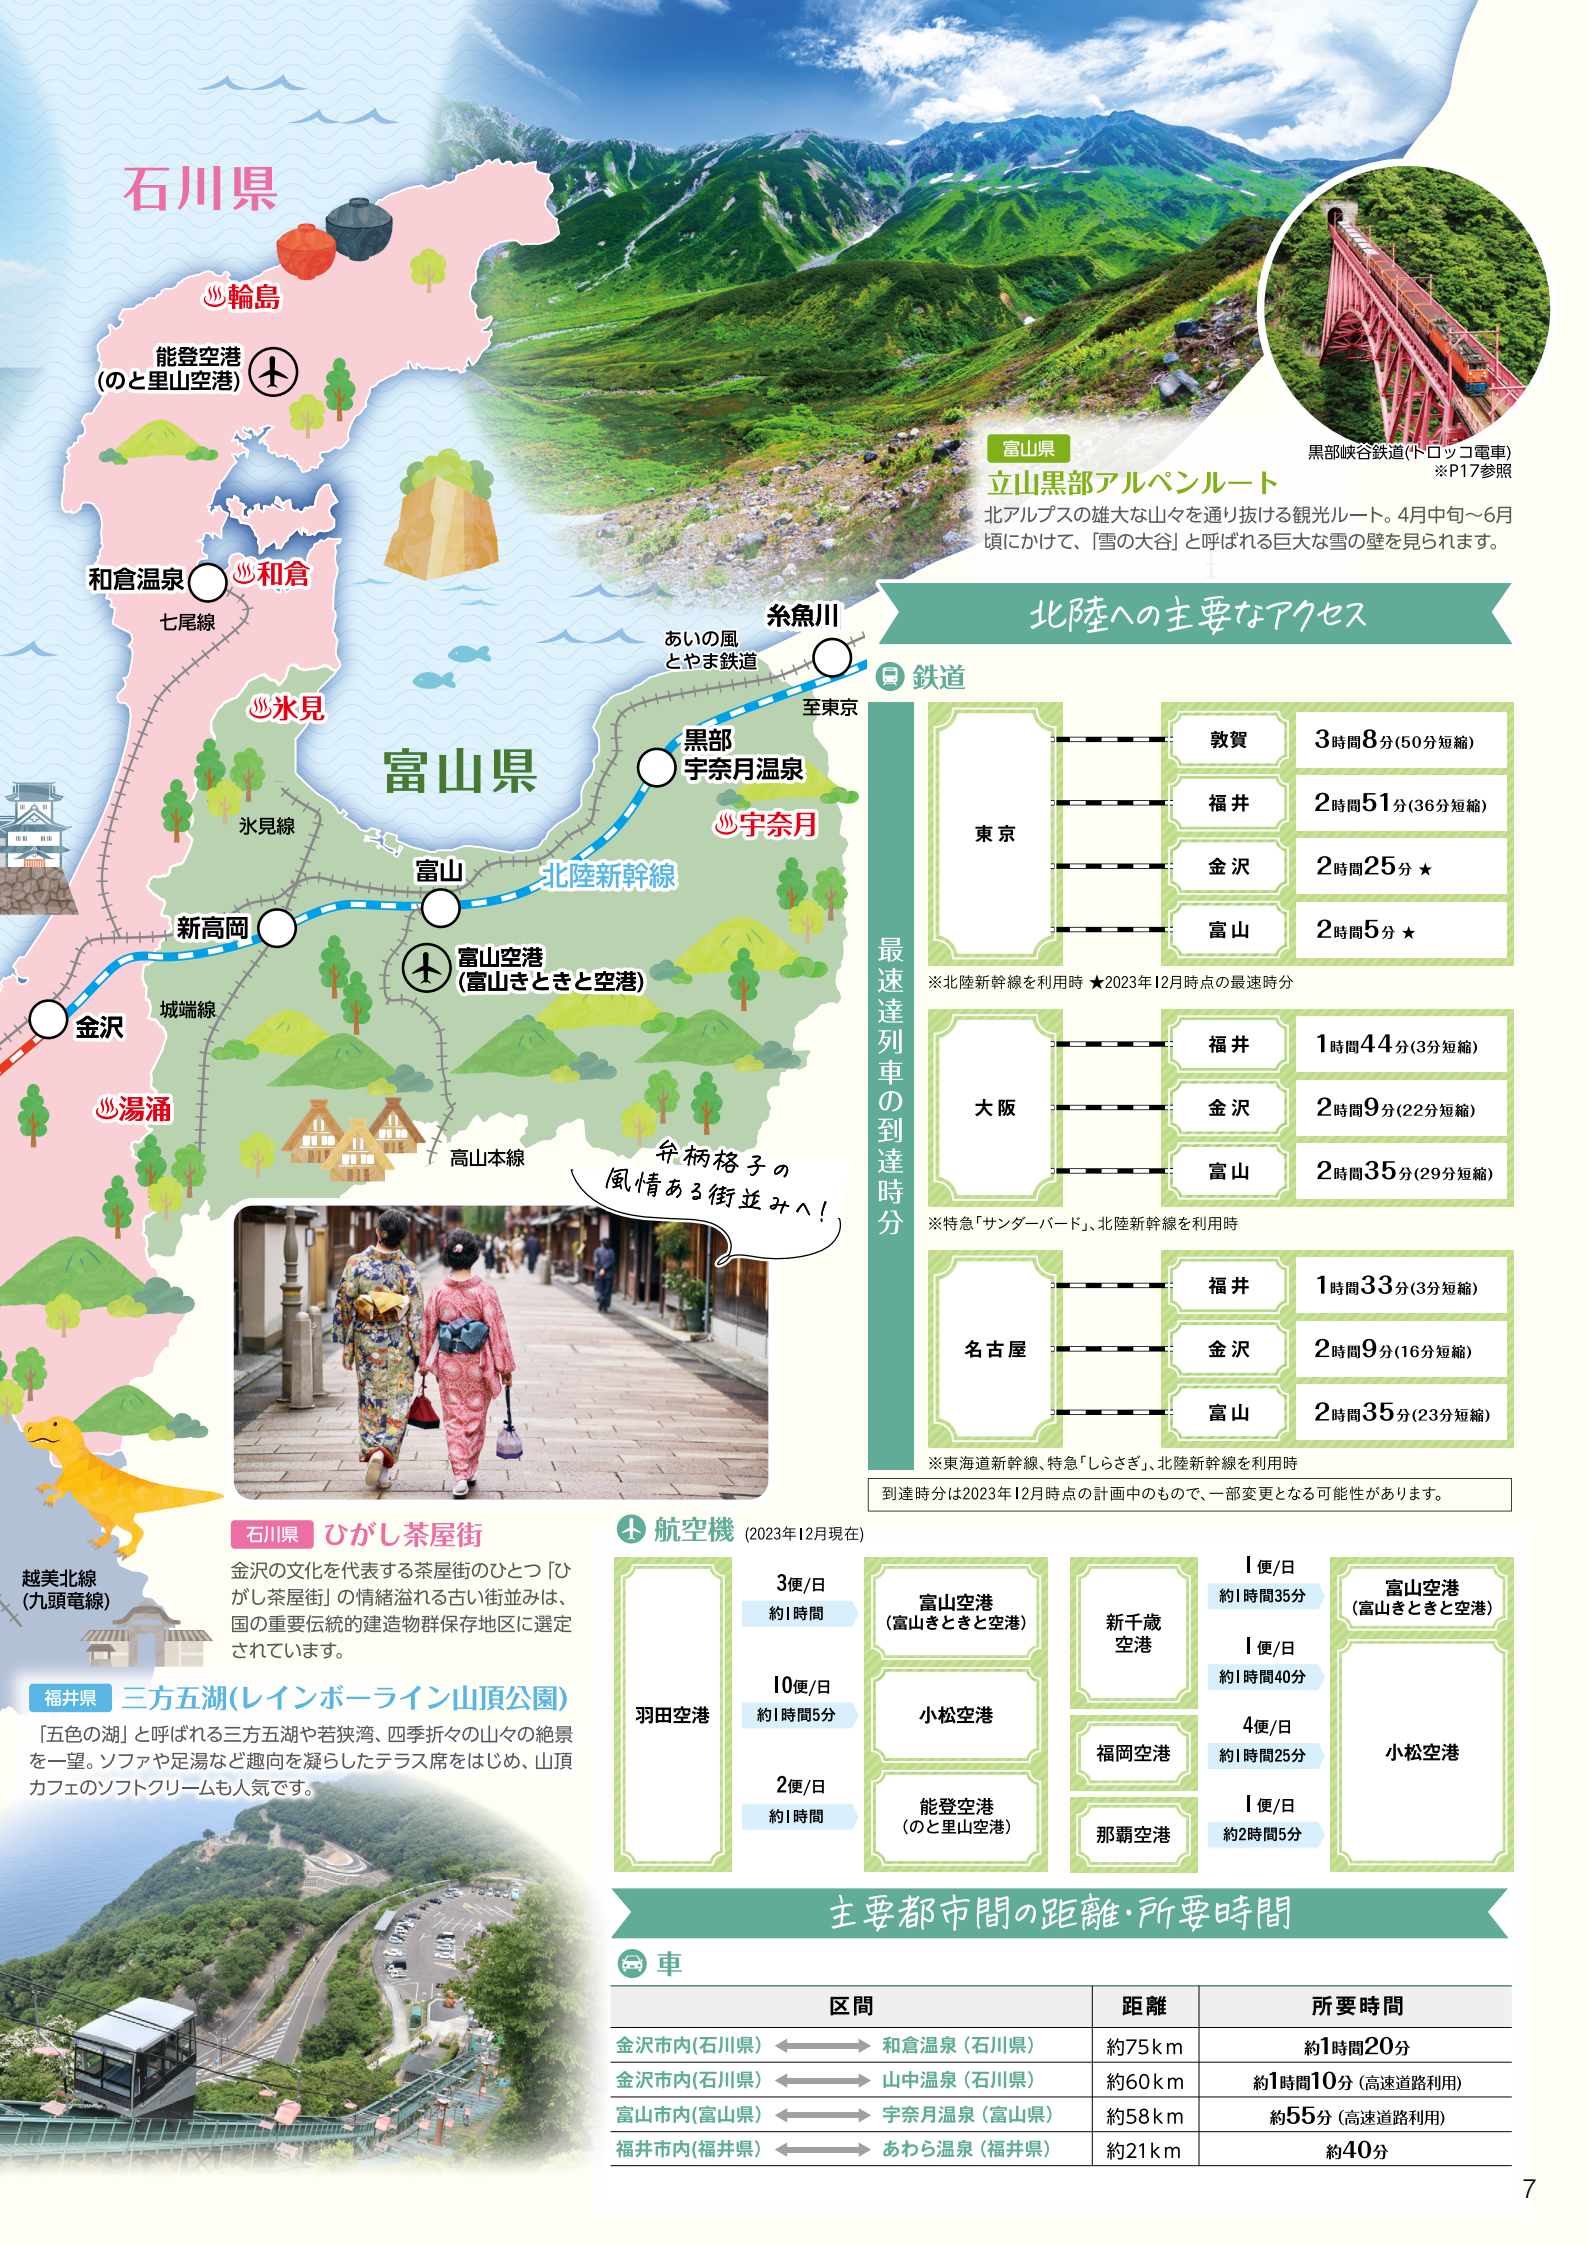 石川県
輪島
能登空港
(のと里山空港)
和倉温泉
和倉
七尾線
氷見
富山県
氷見線
あいの風
とやま鉄道
糸魚川
至東京
黒部
宇奈月温泉
宇奈月
富山
北陸新幹線
新高岡
富山空港
(富山きときと空港)
城端線
金沢
湯涌
高山本線
越美北線
(九頭竜線)
黒部峡谷鉄道(トロッコ電車)
※P17参照
富山県
立山黒部アルペンルート
北アルプスの雄大な山々を通り抜ける観光ルート。4月中旬〜6月
頃にかけて、「雪の大谷」と呼ばれる巨大な雪の壁を見られます。
弁柄格子の
風情ある街並みへ!
石川県 ひがし茶屋街
金沢の文化を代表する茶屋街のひとつ「ひ
がし茶屋街」の情緒溢れる古い街並みは、
国の重要伝統的建造物群保存地区に選定
されています。
福井県 三方五湖(レインボーライン山頂公園)
「五色の湖」と呼ばれる三方五湖や若狭湾、四季折々の山々の絶景
を一望。ソファや足湯など趣向を凝らしたテラス席をはじめ、山頂
カフェのソフトクリームも人気です。
北陸への主要なアクセス
鉄道
最速達列車の到達時分
東京
敦賀 3時間8分(50分短縮)
福井 2時間51分(36分短縮)
金沢 2時間25分 ★
富山 2時間5分 ★
※北陸新幹線を利用時 ★2023年12月時点の最速時分
大阪
福井 1時間44分(3分短縮)
金沢 2時間9分(22分短縮)
富山 2時間35分(29分短縮)
※特急「サンダーバード」、北陸新幹線を利用時
名古屋
福井 1時間33分(3分短縮)
金沢 2時間9分(16分短縮)
富山 2時間35分(23分短縮)
※東海道新幹線、特急「しらさぎ」、北陸新幹線を利用時
到達時分は2023年12月時点の計画中のもので、一部変更となる可能性があります。
航空機 (2023年12月現在)
羽田空港
3便/日
約1時間
富山空港
(富山きときと空港)
10便/日
約1時間5分
小松空港
2便/日
約1時間
能登空港
(のと里山空港)
新千歳
空港
1便/日
約1時間35分
富山空港
(富山きときと空港)
1便/日
約1時間40分
福岡空港
4便/日
約1時間25分
小松空港
那覇空港
1便/日
約2時間5分
主要都市間の距離・所要時間
車
区間 距離 所要時間
金沢市内(石川県) 和倉温泉(石川県) 約75km 約1時間20分
金沢市内(石川県) 山中温泉(石川県) 約60km 約1時間10分(高速道路利用)
富山市内(富山県) 宇奈月温泉(富山県) 約58km 約55分(高速道路利用)
福井市内(福井県) あわら温泉(福井県) 約21km 約40分
7